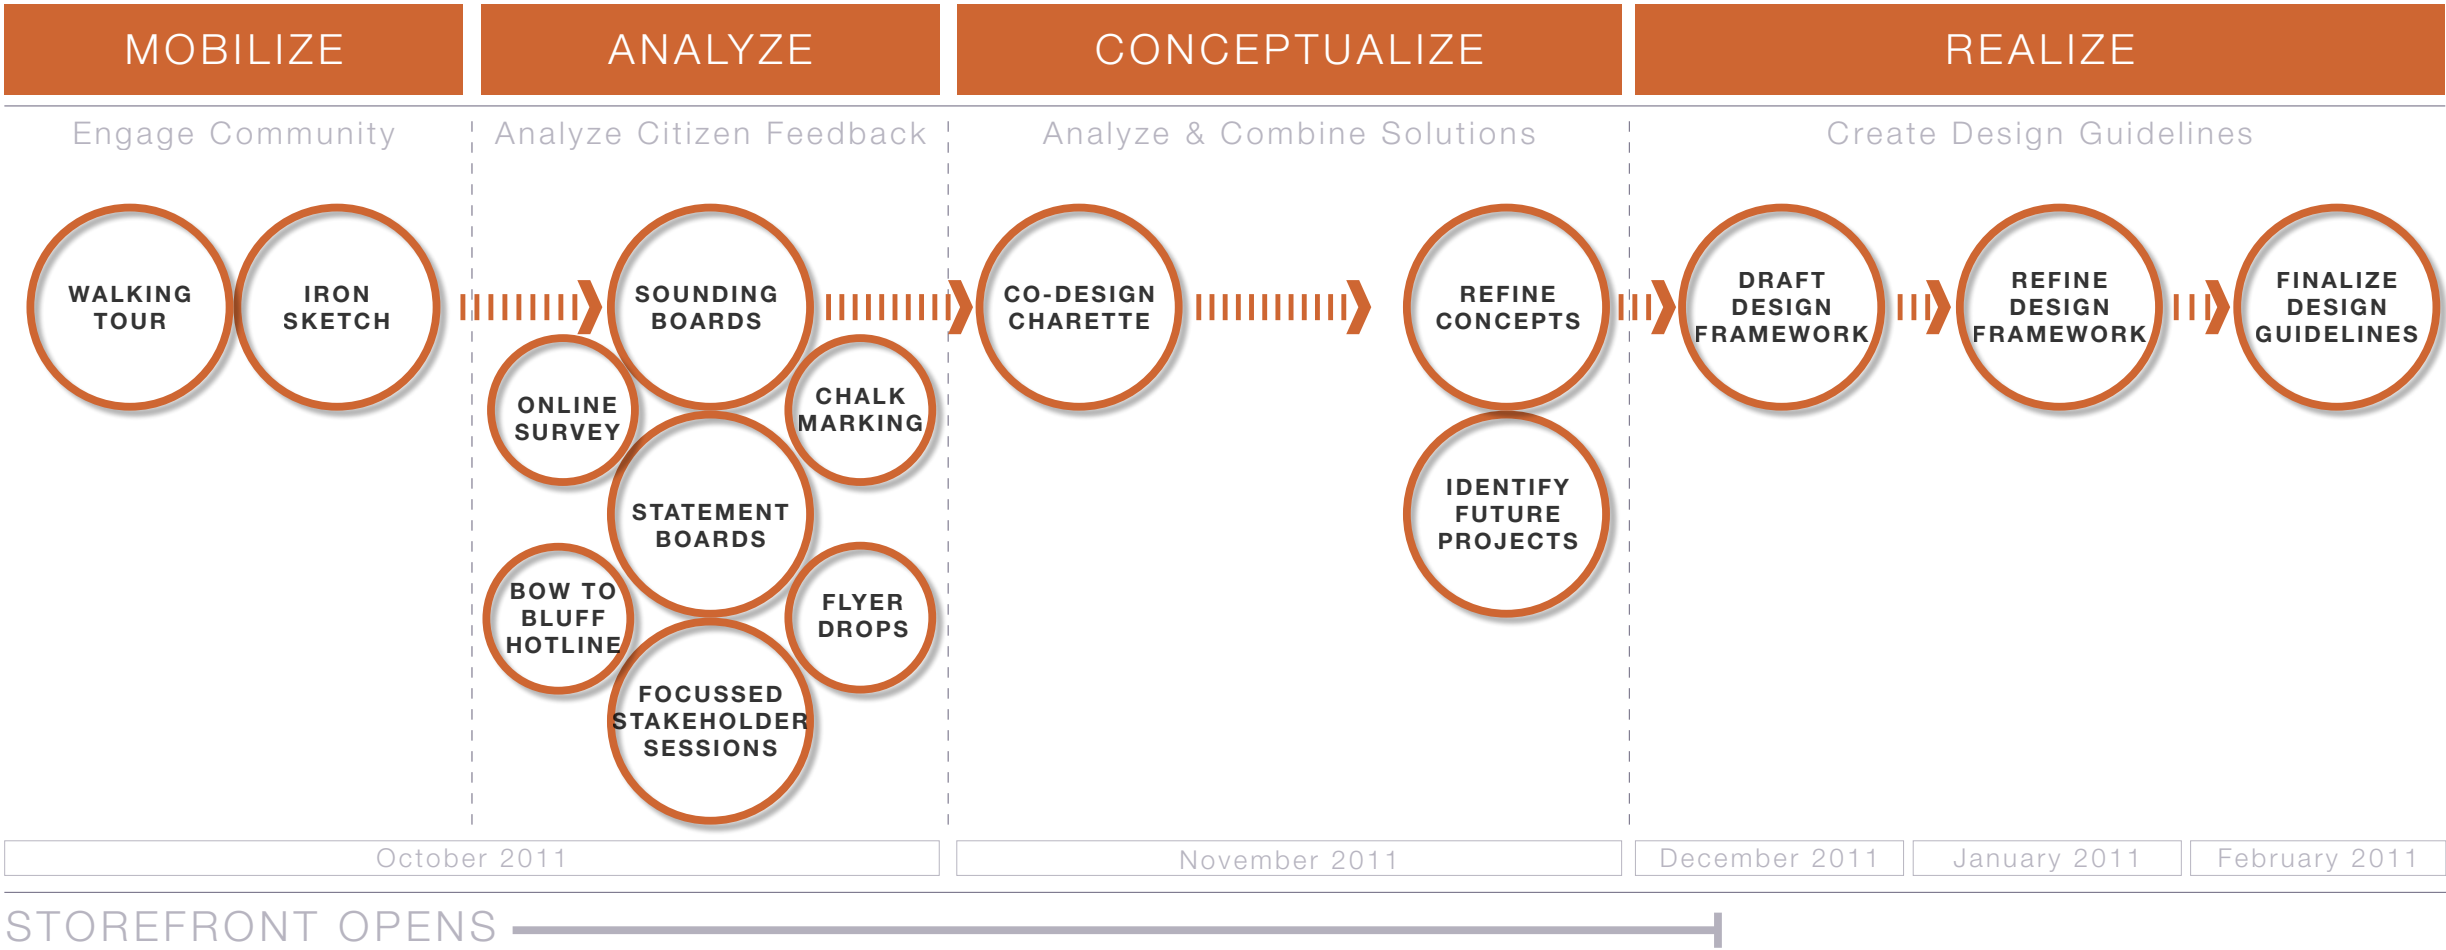 MOBILIZE
ANALYZE
CONCEPTUALIZE
REALIZE
Engage Community
Analyze Citizen Feedback
Analyze & Combine Solutions
Create Design Guidelines
WALKING
TOUR
IRON
SKETCH
SOUNDING
BOARDS
ONLINE
SURVEY
CHALK
MARKING
STATEMENT
BOARDS
BOW TO
BLUFF
HOTLINE
FLYER
DROPS
FOCUSSED
STAKEHOLDER
SESSIONS
CO-DESIGN
CHARETTE
REFINE
CONCEPTS
IDENTIFY
FUTURE
PROJECTS
DRAFT
DESIGN
FRAMEWORK
REFINE
DESIGN
FRAMEWORK
FINALIZE
DESIGN
GUIDELINES
October 2011
November 2011
December 2011
January 2011
February 2011
STOREFRONT OPENS